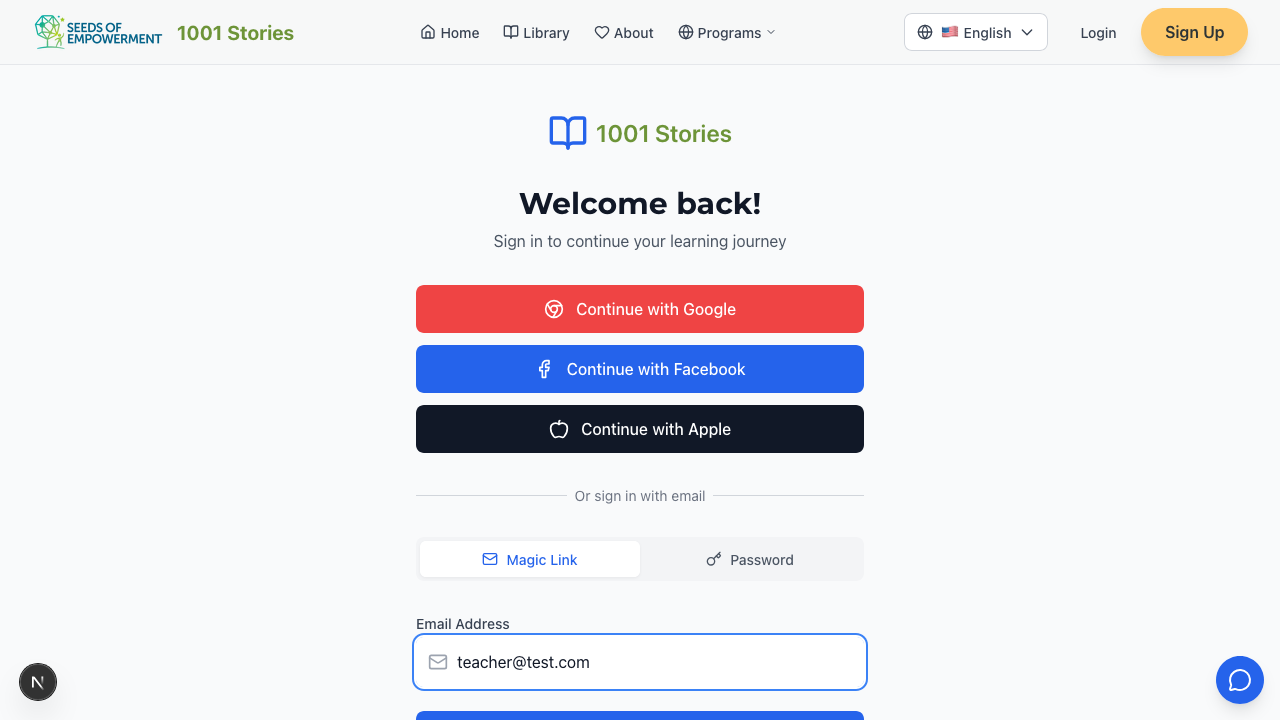 SEEDS OF
EMPOWERMENT
1001 Stories
Home
Library
About
Programs
English
Login
Sign Up
1001 Stories
Welcome back!
Sign in to continue your learning journey
Continue with Google
Continue with Facebook
Continue with Apple
Or sign in with email
Magic Link
Password
Email Address
teacher@test.com
N